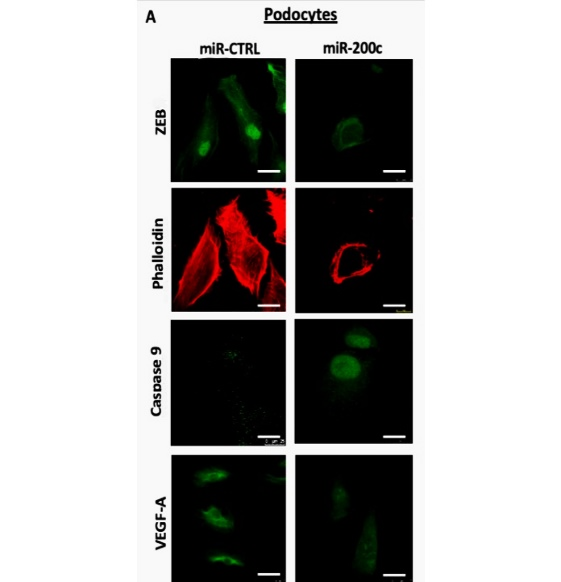 A
Podocytes
miR-CTRL miR-200c
ZEB
Phalloidin
Caspase 9
VEGF-A